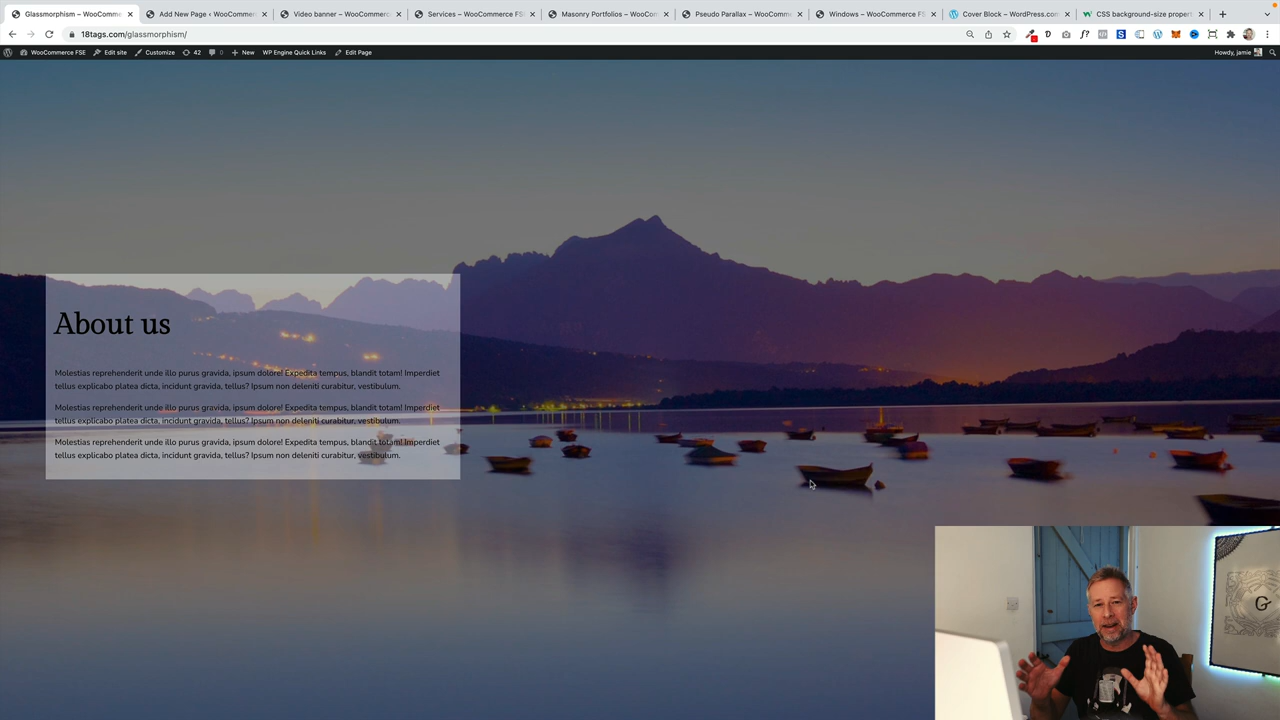 Glassmorphism – WooComm
Add New Page ‹ WooCommer
Video banner – WooCommerc
Services – WooCommerce FSE
Masonry Portfolios – WooCom
Pseudo Parallax – WooComme
Windows – WooCommerce FS
Cover Block – WordPress.com
CSS background-size propert
18tags.com/glassmorphism/
WooCommerce FSE
Edit site
Customize
42
0
New
WP Engine Quick Links
Edit Page
Howdy, jamie
About us
Molestias reprehenderit unde illo purus gravida, ipsum dolore! Expedita tempus, blandit totam! Imperdiet
tellus explicabo platea dicta, incidunt gravida, tellus? Ipsum non deleniti curabitur, vestibulum.
Molestias reprehenderit unde illo purus gravida, ipsum dolore! Expedita tempus, blandit totam! Imperdiet
tellus explicabo platea dicta, incidunt gravida, tellus? Ipsum non deleniti curabitur, vestibulum.
Molestias reprehenderit unde illo purus gravida, ipsum dolore! Expedita tempus, blandit totam! Imperdiet
tellus explicabo platea dicta, incidunt gravida, tellus? Ipsum non deleniti curabitur, vestibulum.